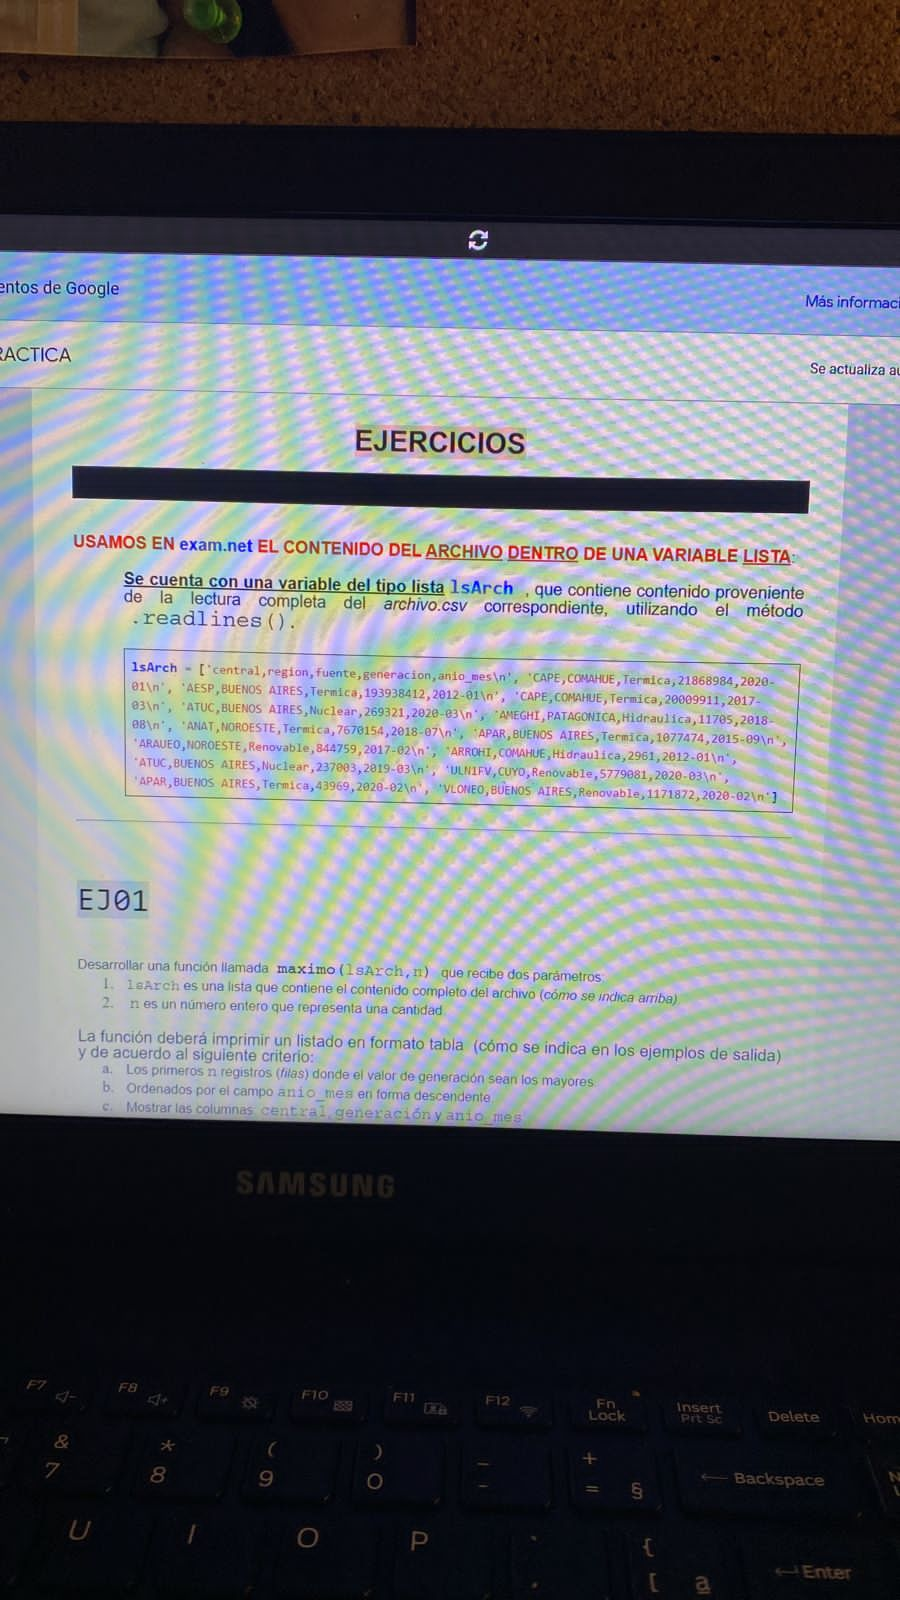 entos de Google
Más informaci
RACTICA
Se actualiza au
EJERCICIOS
USAMOS EN exam.net EL CONTENIDO DEL ARCHIVO DENTRO DE UNA VARIABLE LISTA:
Se cuenta con una variable del tipo lista lsArch , que contiene contenido proveniente
de la lectura completa del archivo.csv correspondiente, utilizando el método
.readlines().
lsArch = ['central,region,fuente,generacion,anio_mes\n', 'CAPE,COMAHUE,Termica,21868984,2020-
01\n', 'AESP,BUENOS AIRES,Termica,193938412,2012-01\n', 'CAPE,COMAHUE,Termica,20009911,2017-
03\n', 'ATUC,BUENOS AIRES,Nuclear,269321,2020-03\n', 'AMEGHI,PATAGONICA,Hidraulica,11705,2018-
08\n', 'ANAT,NOROESTE,Termica,7670154,2018-07\n', 'APAR,BUENOS AIRES,Termica,1077474,2015-09\n',
'ARAUEO,NOROESTE,Renovable,844759,2017-02\n', 'ARROHI,COMAHUE,Hidraulica,2961,2012-01\n',
'ATUC,BUENOS AIRES,Nuclear,237003,2019-03\n', 'ULN1FV,CUYO,Renovable,5779081,2020-03\n',
'APAR,BUENOS AIRES,Termica,43969,2020-02\n', 'VLONEO,BUENOS AIRES,Renovable,1171872,2020-02\n']
EJ01
Desarrollar una función llamada maximo(lsArch,n) que recibe dos parámetros:
1. lsArch es una lista que contiene el contenido completo del archivo (cómo se indica arriba)
2. n es un número entero que representa una cantidad.
La función deberá imprimir un listado en formato tabla (cómo se indica en los ejemplos de salida)
y de acuerdo al siguiente criterio:
a. Los primeros n registros (filas) donde el valor de generación sean los mayores.
b. Ordenados por el campo anio_mes en forma descendente.
c. Mostrar las columnas: central, generación y anio_mes
SAMSUNG
F7
F8
F9
F10
F11
F12
Fn
Lock
Insert
Prt Sc
Delete
Hom
&
7
*
8
(
9
)
0
_
-
+
=
§
← Backspace
N
U
I
O
P
{
[
a
Enter